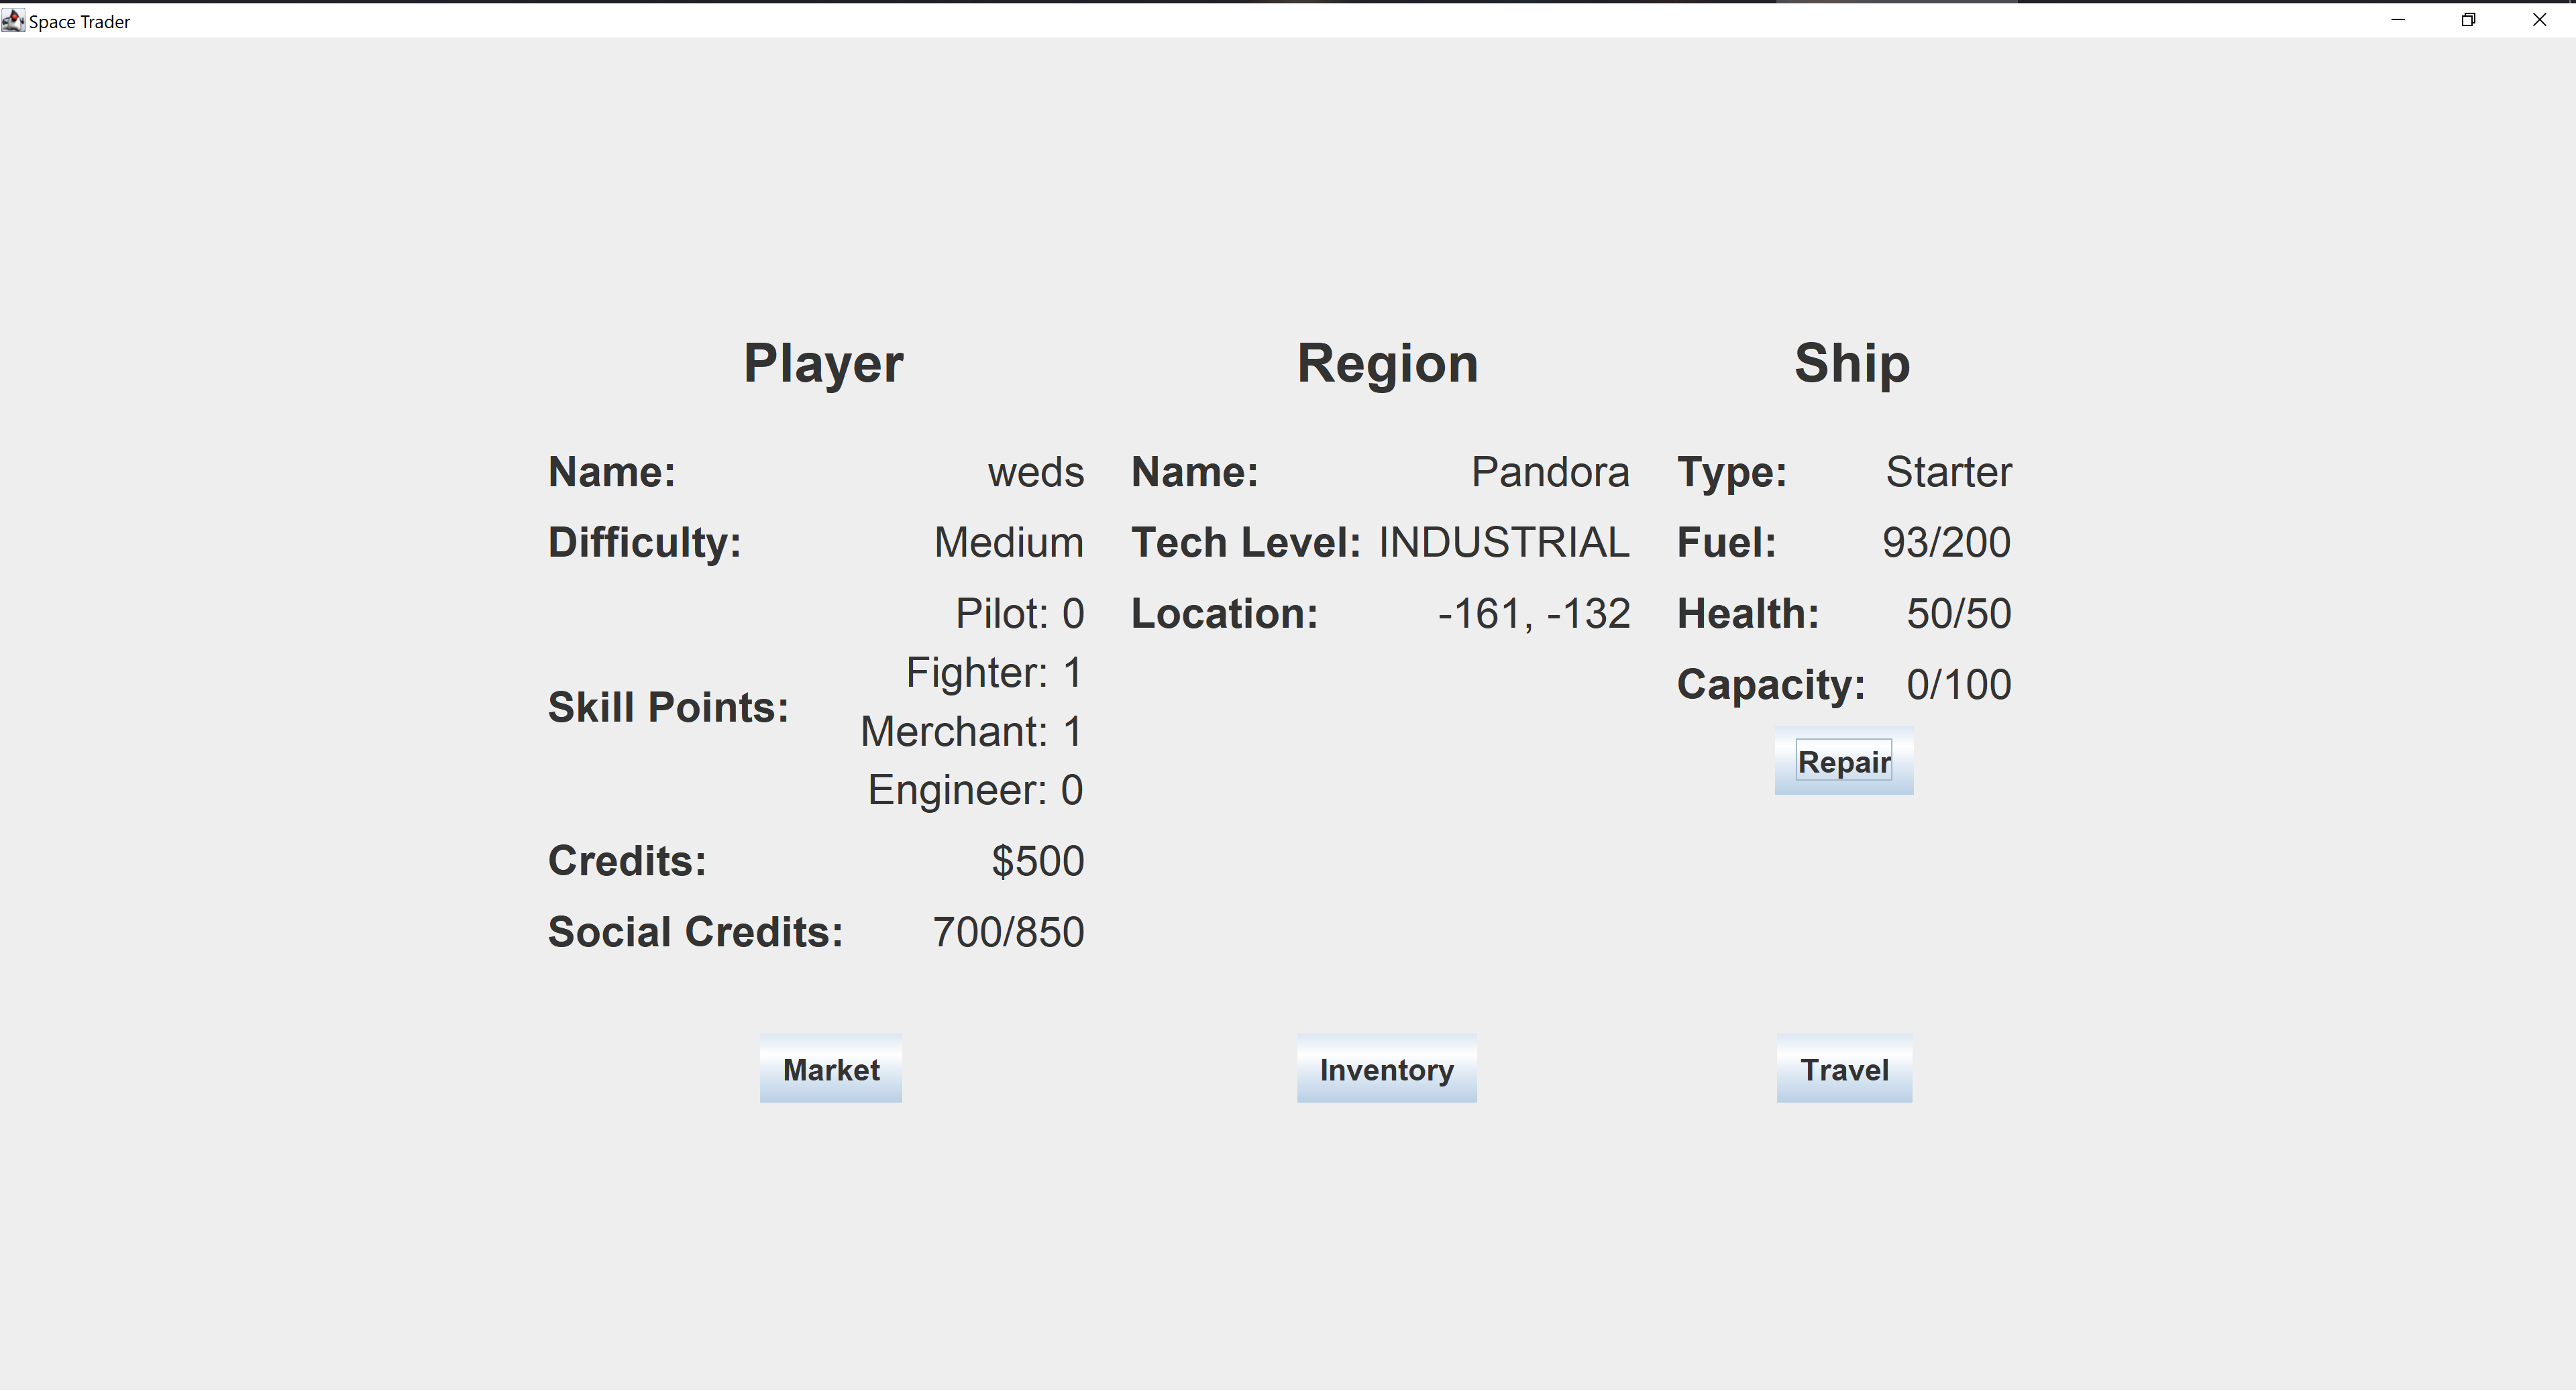 Space Trader
Player
Name: weds
Difficulty: Medium
Skill Points:
Pilot: 0
Fighter: 1
Merchant: 1
Engineer: 0
Credits: $500
Social Credits: 700/850
Region
Name: Pandora
Tech Level: INDUSTRIAL
Location: -161, -132
Ship
Type: Starter
Fuel: 93/200
Health: 50/50
Capacity: 0/100
Repair
Market
Inventory
Travel